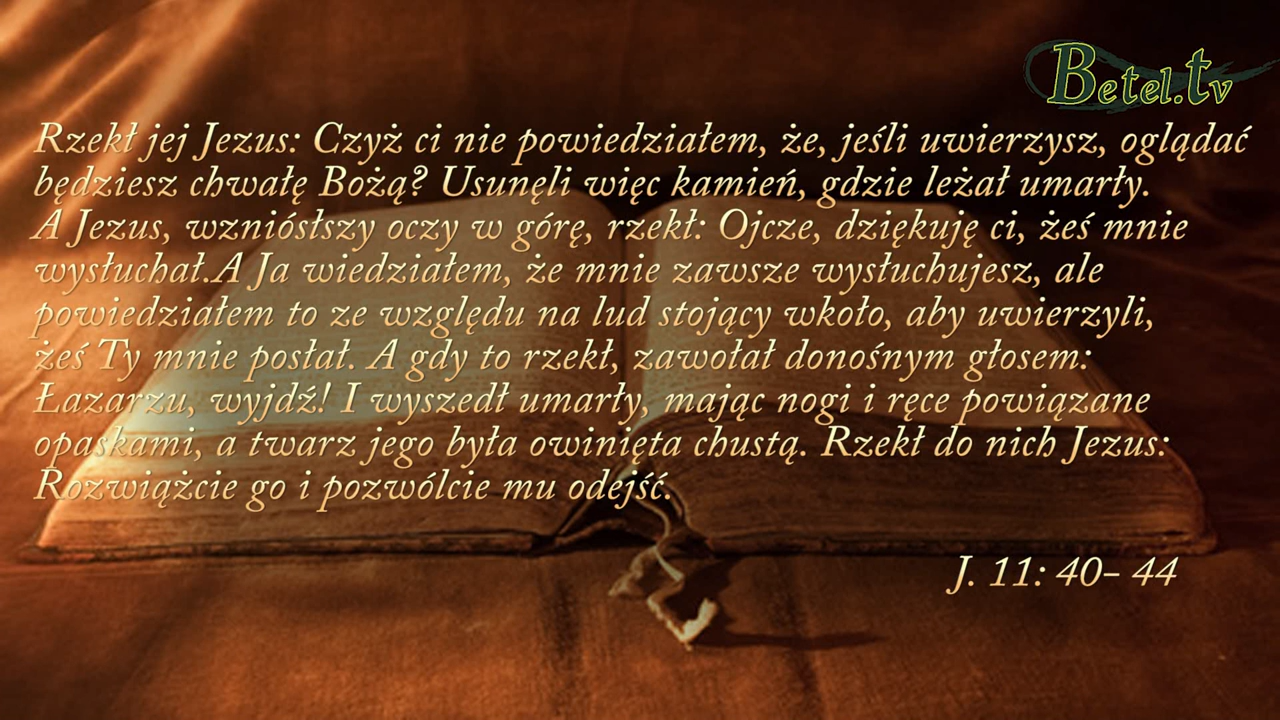 Betel.tv
Rzekł jej Jezus: Czyż ci nie powiedziałem, że, jeśli uwierzysz, oglądać
będziesz chwałę Bożą? Usunęli więc kamień, gdzie leżał umarły.
A Jezus, wzniósłszy oczy w górę, rzekł: Ojcze, dziękuję ci, żeś mnie
wysłuchał.A Ja wiedziałem, że mnie zawsze wysłuchujesz, ale
powiedziałem to ze względu na lud stojący wkoło, aby uwierzyli,
żeś Ty mnie posłał. A gdy to rzekł, zawołał donośnym głosem:
Łazarzu, wyjdź! I wyszedł umarły, mając nogi i ręce powiązane
opaskami, a twarz jego była owinięta chustą. Rzekł do nich Jezus:
Rozwiążcie go i pozwólcie mu odejść.
J. 11: 40- 44